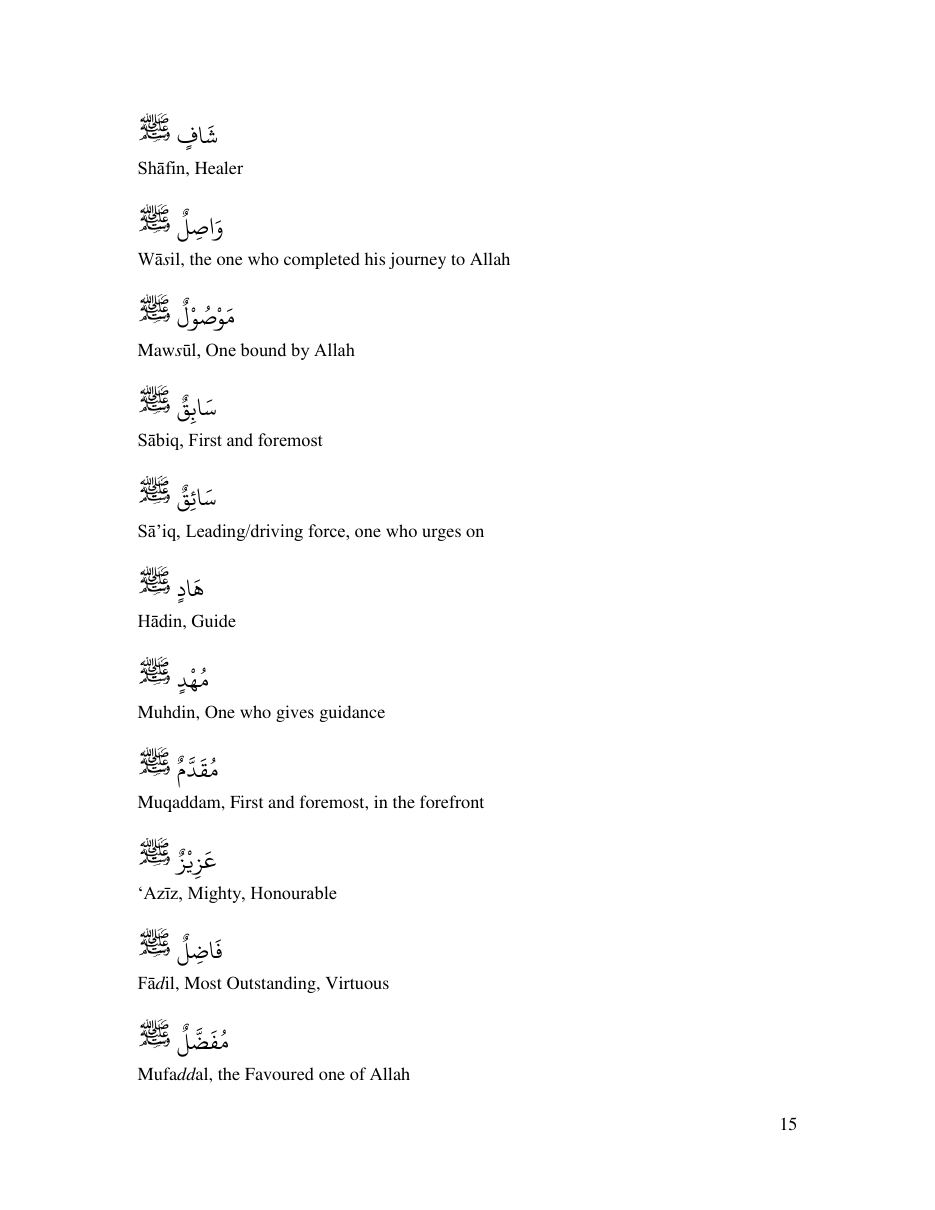 شَافٍ ﷺ
Shāfin, Healer
وَاصِلٌ ﷺ
Wāsil, the one who completed his journey to Allah
مَوْصُوْلٌ ﷺ
Mawsūl, One bound by Allah
سَابِقٌ ﷺ
Sābiq, First and foremost
سَائِقٌ ﷺ
Sā’iq, Leading/driving force, one who urges on
هَادٍ ﷺ
Hādin, Guide
مُهْدٍ ﷺ
Muhdin, One who gives guidance
مُقَدَّمٌ ﷺ
Muqaddam, First and foremost, in the forefront
عَزِيْزٌ ﷺ
‘Azīz, Mighty, Honourable
فَاضِلٌ ﷺ
Fādil, Most Outstanding, Virtuous
مُفَضَّلٌ ﷺ
Mufaddal, the Favoured one of Allah
15